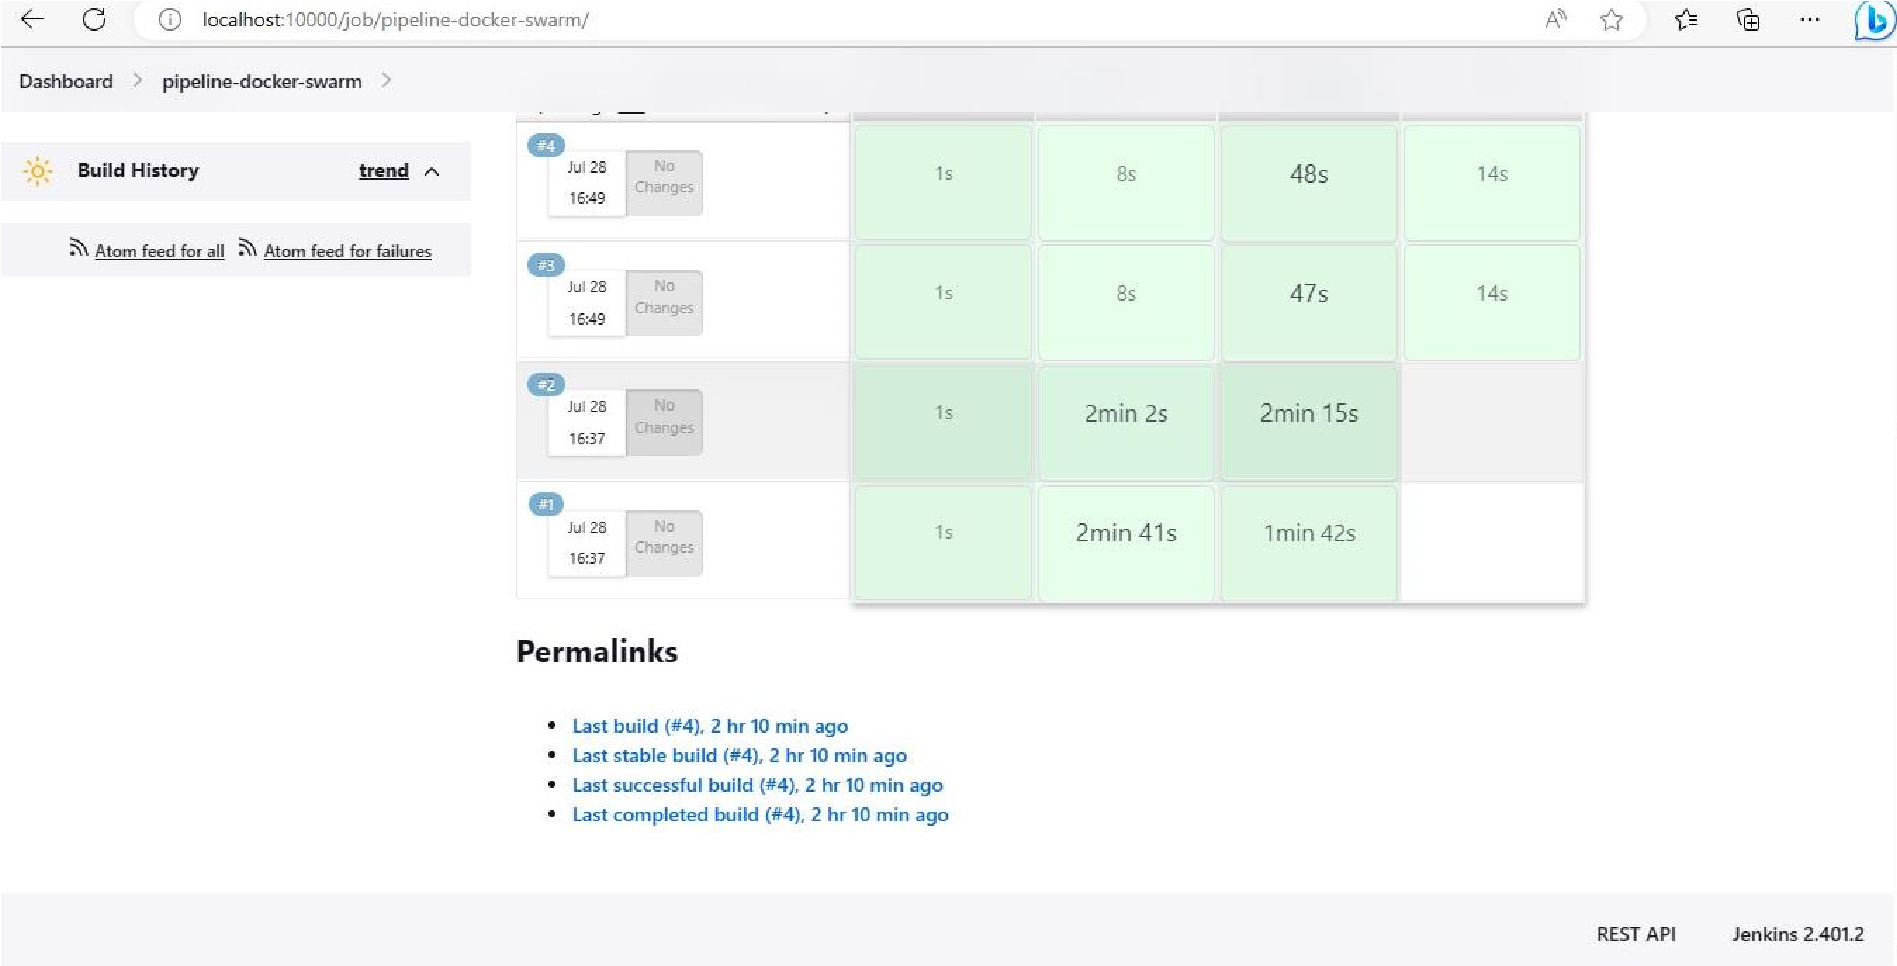 localhost:10000/job/pipeline-docker-swarm/
Dashboard > pipeline-docker-swarm >
Build History trend
Atom feed for all Atom feed for failures
#4
Jul 28
16:49
No
Changes
1s 8s 48s 14s
#3
Jul 28
16:49
No
Changes
1s 8s 47s 14s
#2
Jul 28
16:37
No
Changes
1s 2min 2s 2min 15s
#1
Jul 28
16:37
No
Changes
1s 2min 41s 1min 42s
Permalinks
• Last build (#4), 2 hr 10 min ago
• Last stable build (#4), 2 hr 10 min ago
• Last successful build (#4), 2 hr 10 min ago
• Last completed build (#4), 2 hr 10 min ago
REST API Jenkins 2.401.2